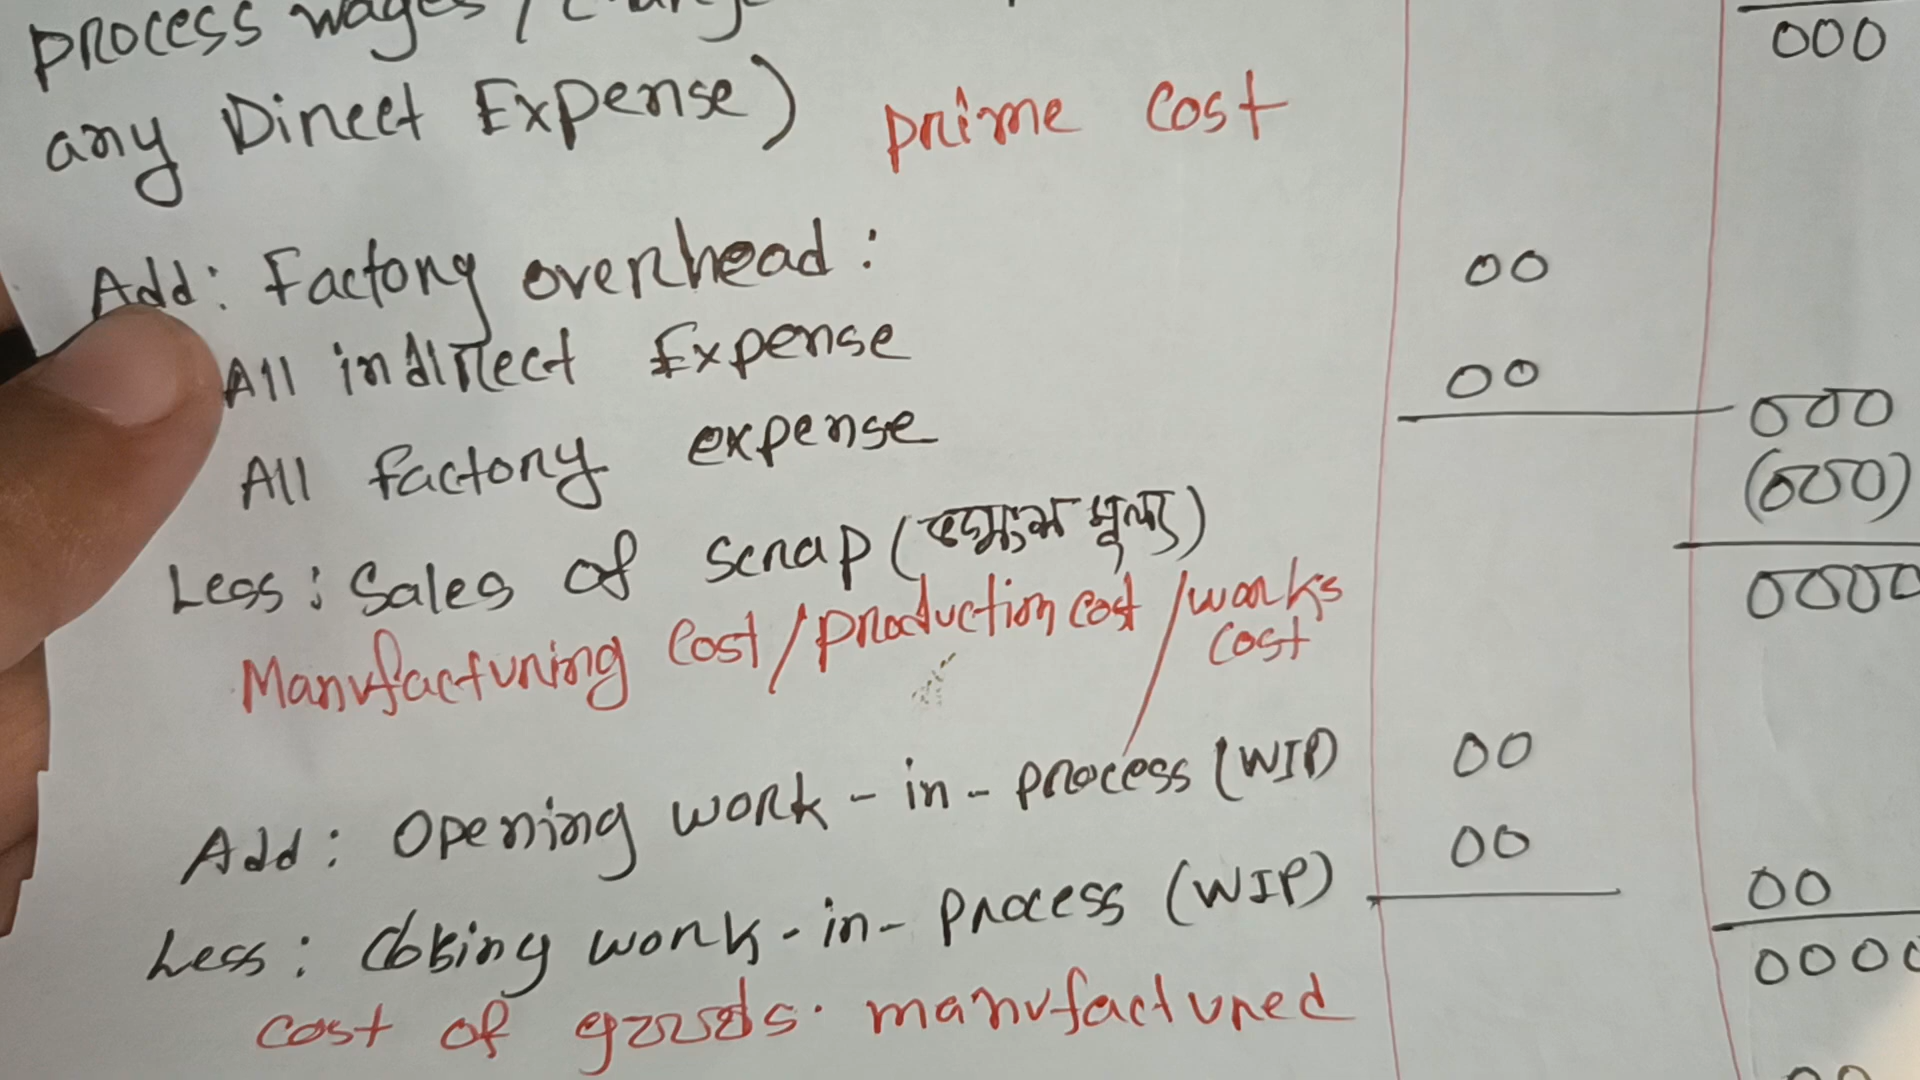 process wages /
000
any Direct Expense) prime cost
Add: Factory overhead: 00
All indirect Expense 00
All factory expense 000
Less: Sales of scrap ( মূল্য) (000)
Manufacturing cost/production cost/works cost 0000
Add: Opening work-in-process (WIP) 00
Less: Closing work-in-process (WIP) 00 00
cost of goods. manufactured 0000